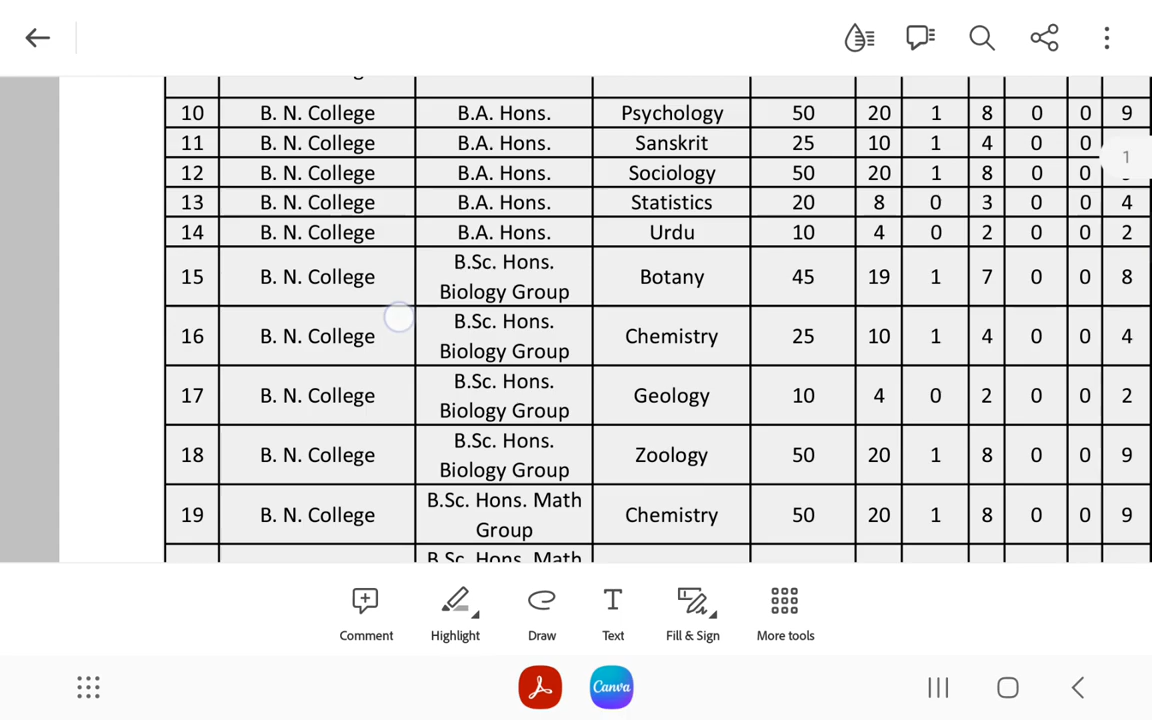 10 B. N. College B.A. Hons. Psychology 50 20 1 8 0 0 9
1
11 B. N. College B.A. Hons. Sanskrit 25 10 1 4 0 0
12 B. N. College B.A. Hons. Sociology 50 20 1 8 0 0
13 B. N. College B.A. Hons. Statistics 20 8 0 3 0 0 4
14 B. N. College B.A. Hons. Urdu 10 4 0 2 0 0 2
B.Sc. Hons.
15 B. N. College Botany 45 19 1 7 0 0 8
Biology Group
B.Sc. Hons.
16 B. N. College Chemistry 25 10 1 4 0 0 4
Biology Group
B.Sc. Hons.
17 B. N. College Geology 10 4 0 2 0 0 2
Biology Group
B.Sc. Hons.
18 B. N. College Zoology 50 20 1 8 0 0 9
Biology Group
B.Sc. Hons. Math
19 B. N. College Chemistry 50 20 1 8 0 0 9
Group
B.Sc. Hons. Math
Comment Highlight Draw Text Fill & Sign More tools
Canva